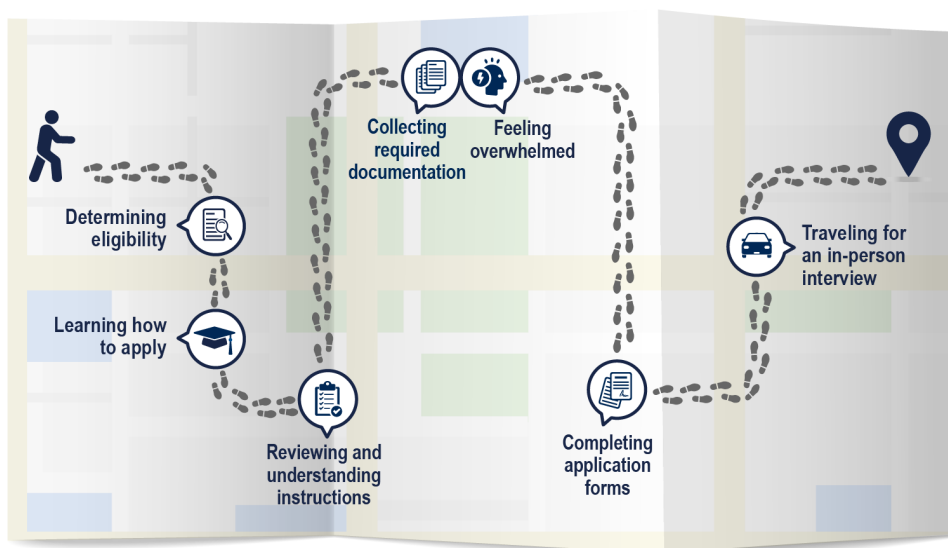 Determining
eligibility
Learning how
to apply
Reviewing and
understanding
instructions
Collecting
required
documentation
Feeling
overwhelmed
Completing
application
forms
Traveling for
an in-person
interview